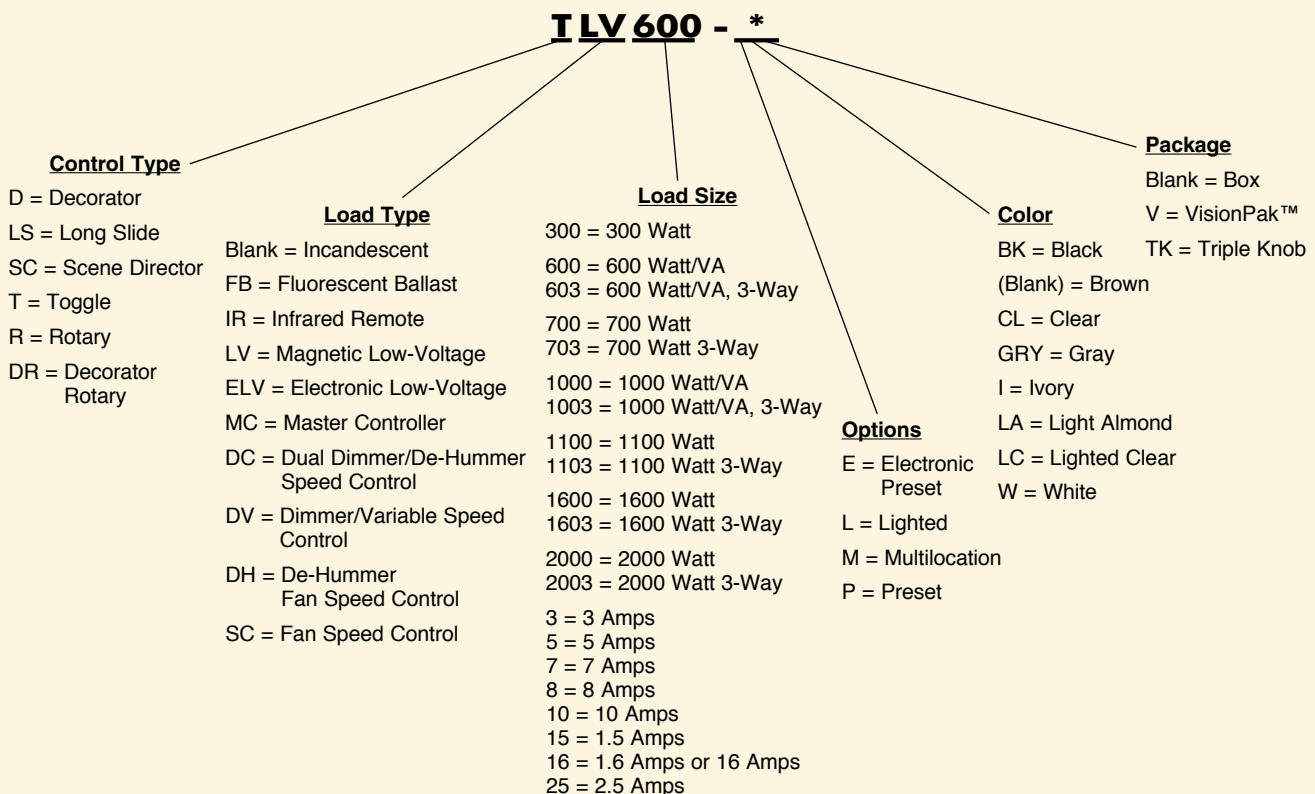 TLV600 - *
Control Type
D = Decorator
LS = Long Slide
SC = Scene Director
T = Toggle
R = Rotary
DR = Decorator
Rotary
Load Type
Blank = Incandescent
FB = Fluorescent Ballast
IR = Infrared Remote
LV = Magnetic Low-Voltage
ELV = Electronic Low-Voltage
MC = Master Controller
DC = Dual Dimmer/De-Hummer
Speed Control
DV = Dimmer/Variable Speed
Control
DH = De-Hummer
Fan Speed Control
SC = Fan Speed Control
Load Size
300 = 300 Watt
600 = 600 Watt/VA
603 = 600 Watt/VA, 3-Way
700 = 700 Watt
703 = 700 Watt 3-Way
1000 = 1000 Watt/VA
1003 = 1000 Watt/VA, 3-Way
1100 = 1100 Watt
1103 = 1100 Watt 3-Way
1600 = 1600 Watt
1603 = 1600 Watt 3-Way
2000 = 2000 Watt
2003 = 2000 Watt 3-Way
3 = 3 Amps
5 = 5 Amps
7 = 7 Amps
8 = 8 Amps
10 = 10 Amps
15 = 1.5 Amps
16 = 1.6 Amps or 16 Amps
25 = 2.5 Amps
Options
E = Electronic
Preset
L = Lighted
M = Multilocation
P = Preset
Color
BK = Black
(Blank) = Brown
CL = Clear
GRY = Gray
I = Ivory
LA = Light Almond
LC = Lighted Clear
W = White
Package
Blank = Box
V = VisionPak™
TK = Triple Knob